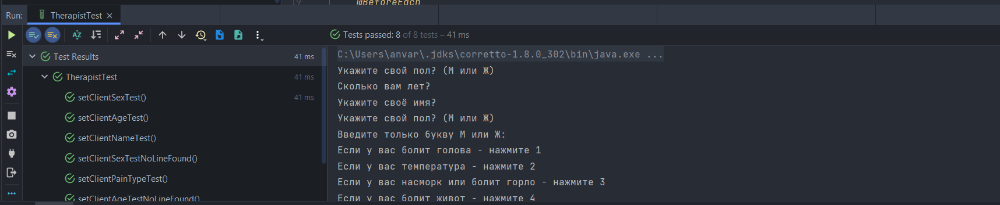 19
@BeforeEach
Run: TherapistTest
Tests passed: 8 of 8 tests – 41 ms
Test Results 41 ms
TherapistTest 41 ms
setClientSexTest() 41 ms
setClientAgeTest()
setClientNameTest()
setClientSexTestNoLineFound()
setClientPainTypeTest()
setClientAgeTestNoLineFound()
C:\Users\anvar\.jdks\corretto-1.8.0_302\bin\java.exe ...
Укажите свой пол? (М или Ж)
Сколько вам лет?
Укажите своё имя?
Укажите свой пол? (М или Ж)
Введите только букву М или Ж:
Если у вас болит голова - нажмите 1
Если у вас температура - нажмите 2
Если у вас насморк или болит горло - нажмите 3
Если у вас болит живот - нажмите 4